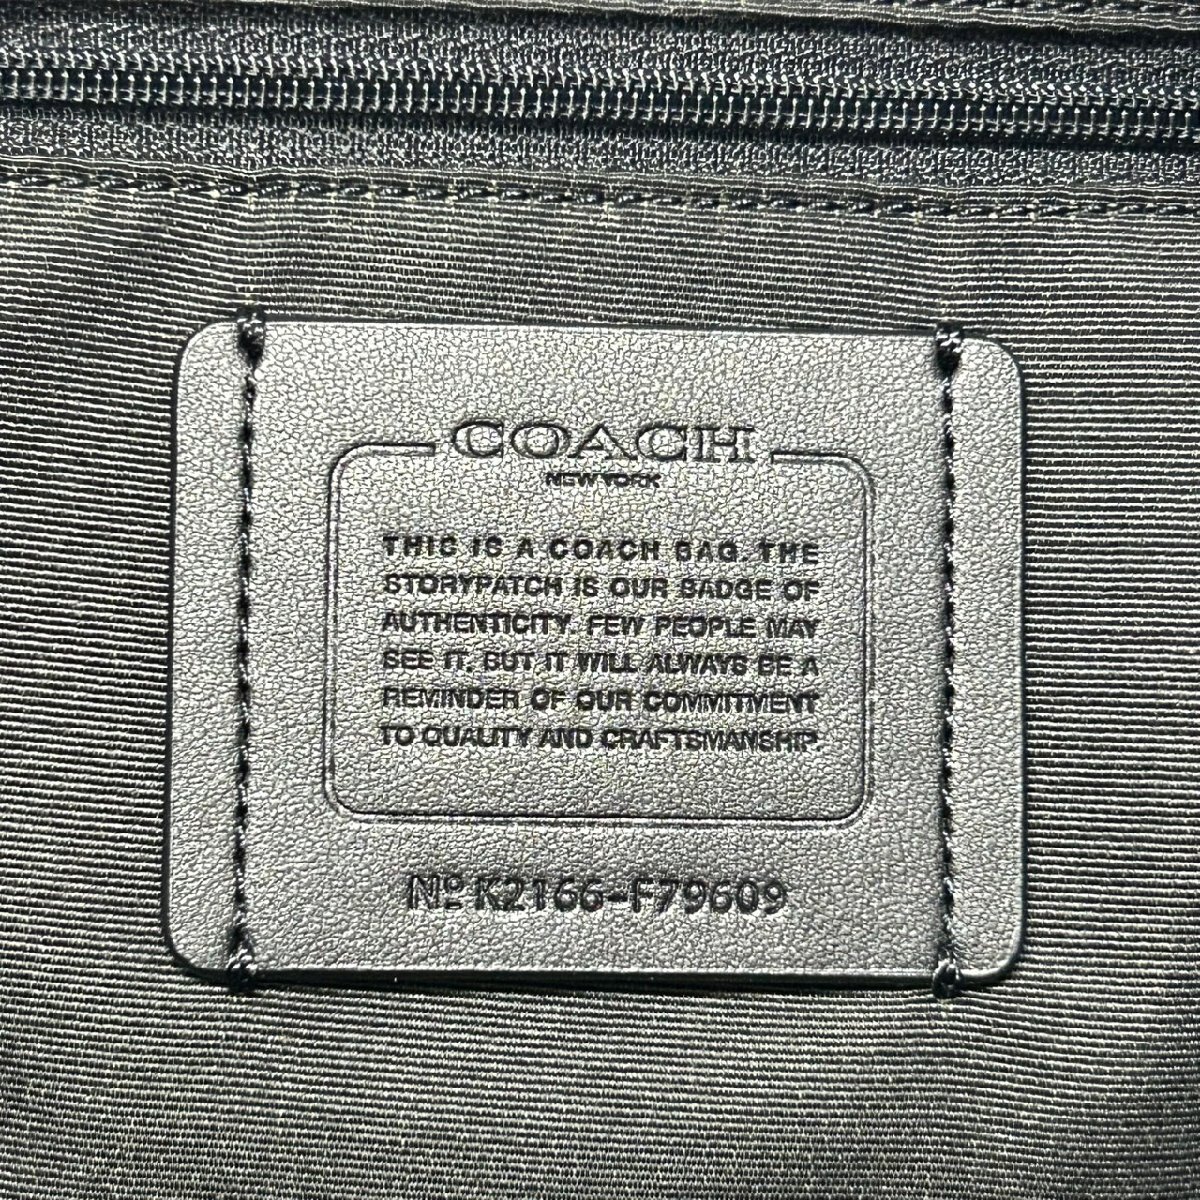 COACH
NEW YORK
THIS IS A COACH BAG. THE
STORYPATCH IS OUR BADGE OF
AUTHENTICITY. FEW PEOPLE MAY
SEE IT, BUT IT WILL ALWAYS BE A
REMINDER OF OUR COMMITMENT
TO QUALITY AND CRAFTSMANSHIP.
Nº K2166-F79609